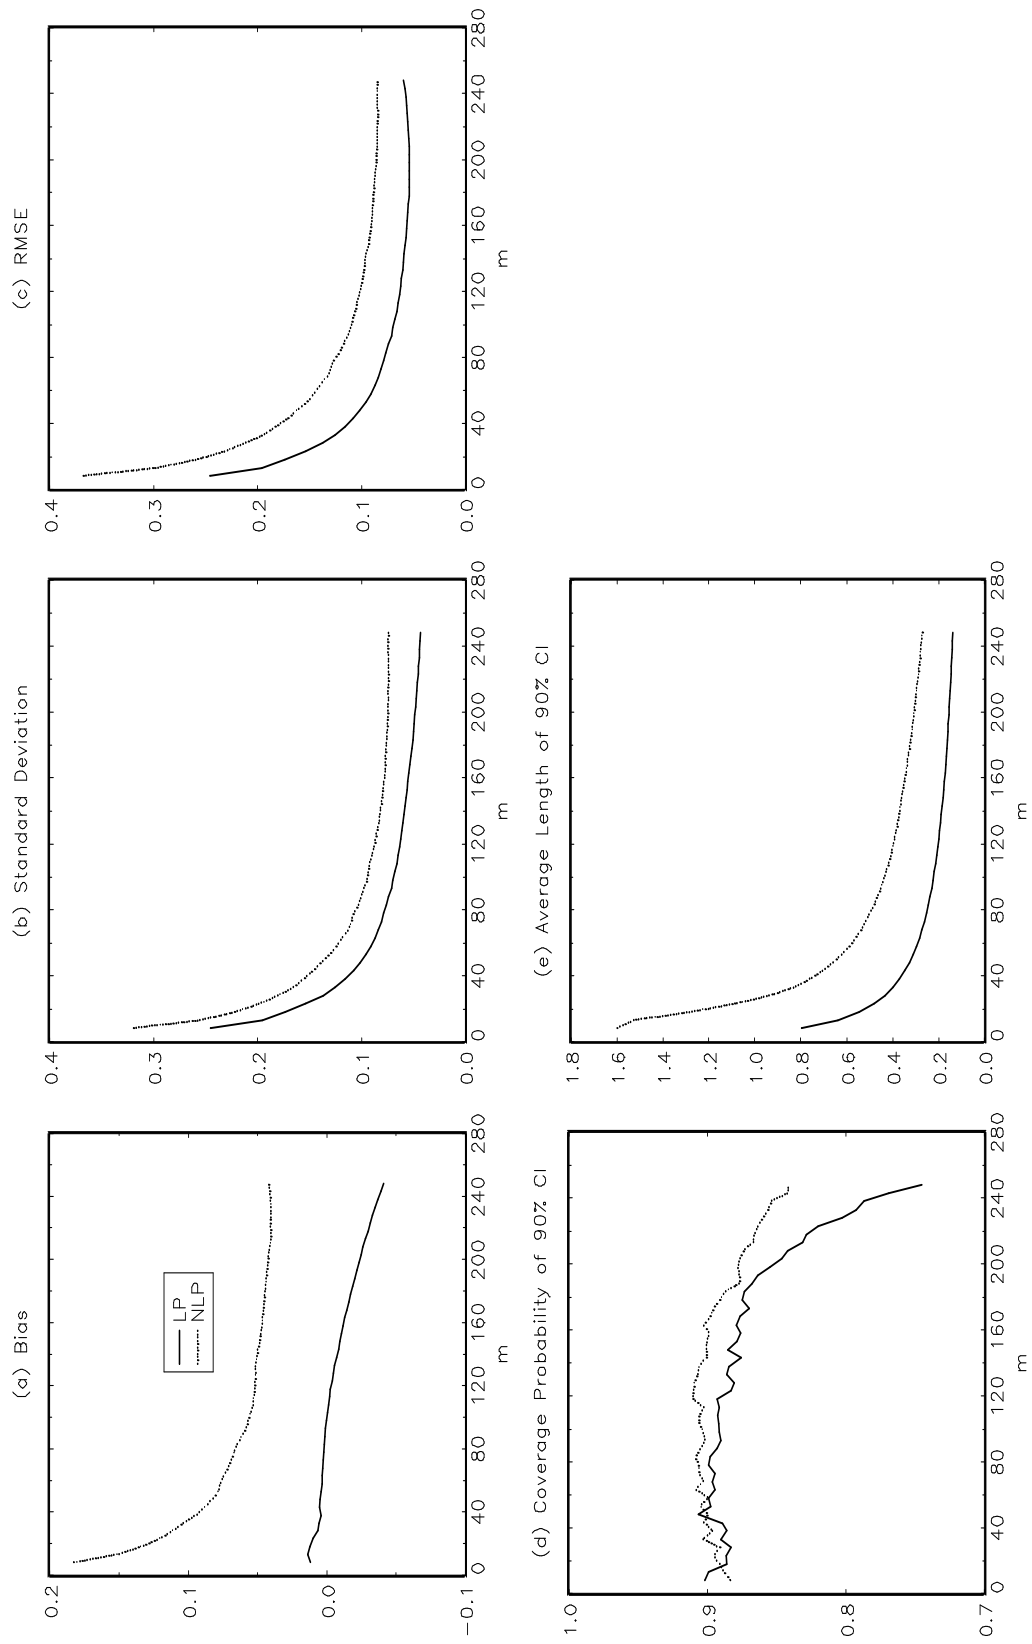 (a) Bias
0.2
0.1
0.0
−0.1
0 40 80 120 160 200 240 280
m
LP
NLP
(b) Standard Deviation
0.4
0.3
0.2
0.1
0.0
0 40 80 120 160 200 240 280
m
(c) RMSE
0.4
0.3
0.2
0.1
0.0
0 40 80 120 160 200 240 280
m
(d) Coverage Probability of 90% CI
1.0
0.9
0.8
0.7
0 40 80 120 160 200 240 280
m
(e) Average Length of 90% CI
1.8
1.6
1.4
1.2
1.0
0.8
0.6
0.4
0.2
0.0
0 40 80 120 160 200 240 280
m